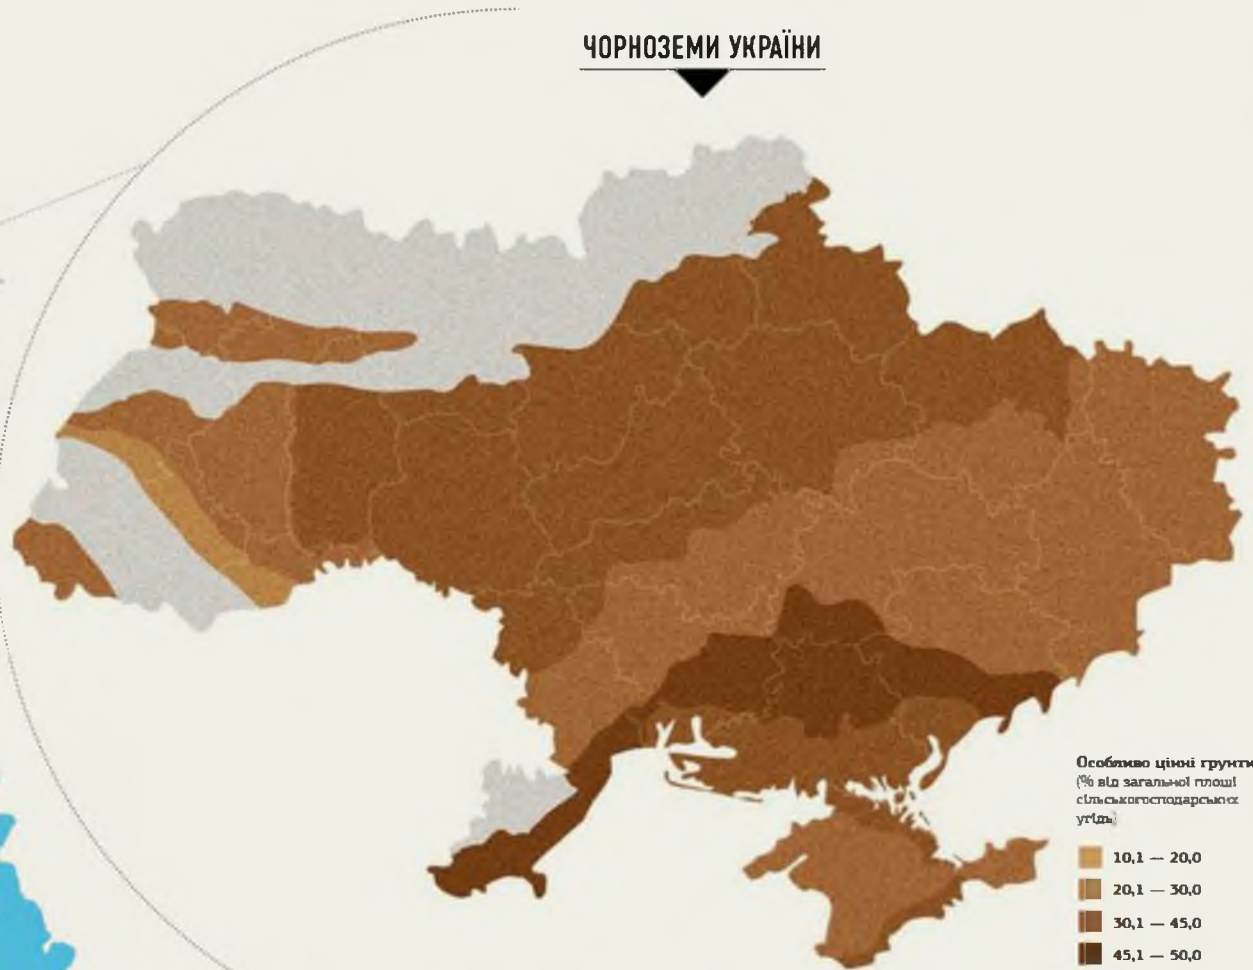 ЧОРНОЗЕМИ УКРАЇНИ
Особливо цінні грунти
(% від загальної площі
сільськогосподарських
угідь)
10,1 — 20,0
20,1 — 30,0
30,1 — 45,0
45,1 — 50,0